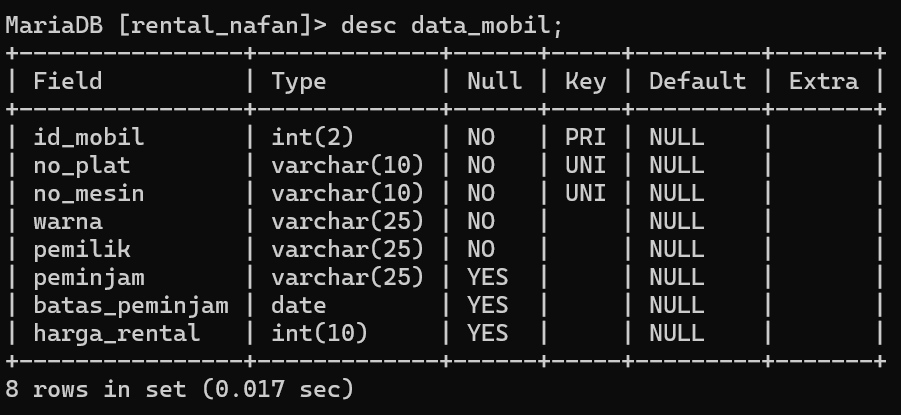 MariaDB [rental_nafan]> desc data_mobil;
+----------------+-------------+------+-----+---------+-------+
| Field          | Type        | Null | Key | Default | Extra |
+----------------+-------------+------+-----+---------+-------+
| id_mobil       | int(2)      | NO   | PRI | NULL    |       |
| no_plat        | varchar(10) | NO   | UNI | NULL    |       |
| no_mesin       | varchar(10) | NO   | UNI | NULL    |       |
| warna          | varchar(25) | NO   |     | NULL    |       |
| pemilik        | varchar(25) | NO   |     | NULL    |       |
| peminjam       | varchar(25) | YES  |     | NULL    |       |
| batas_peminjam | date        | YES  |     | NULL    |       |
| harga_rental   | int(10)     | YES  |     | NULL    |       |
+----------------+-------------+------+-----+---------+-------+
8 rows in set (0.017 sec)